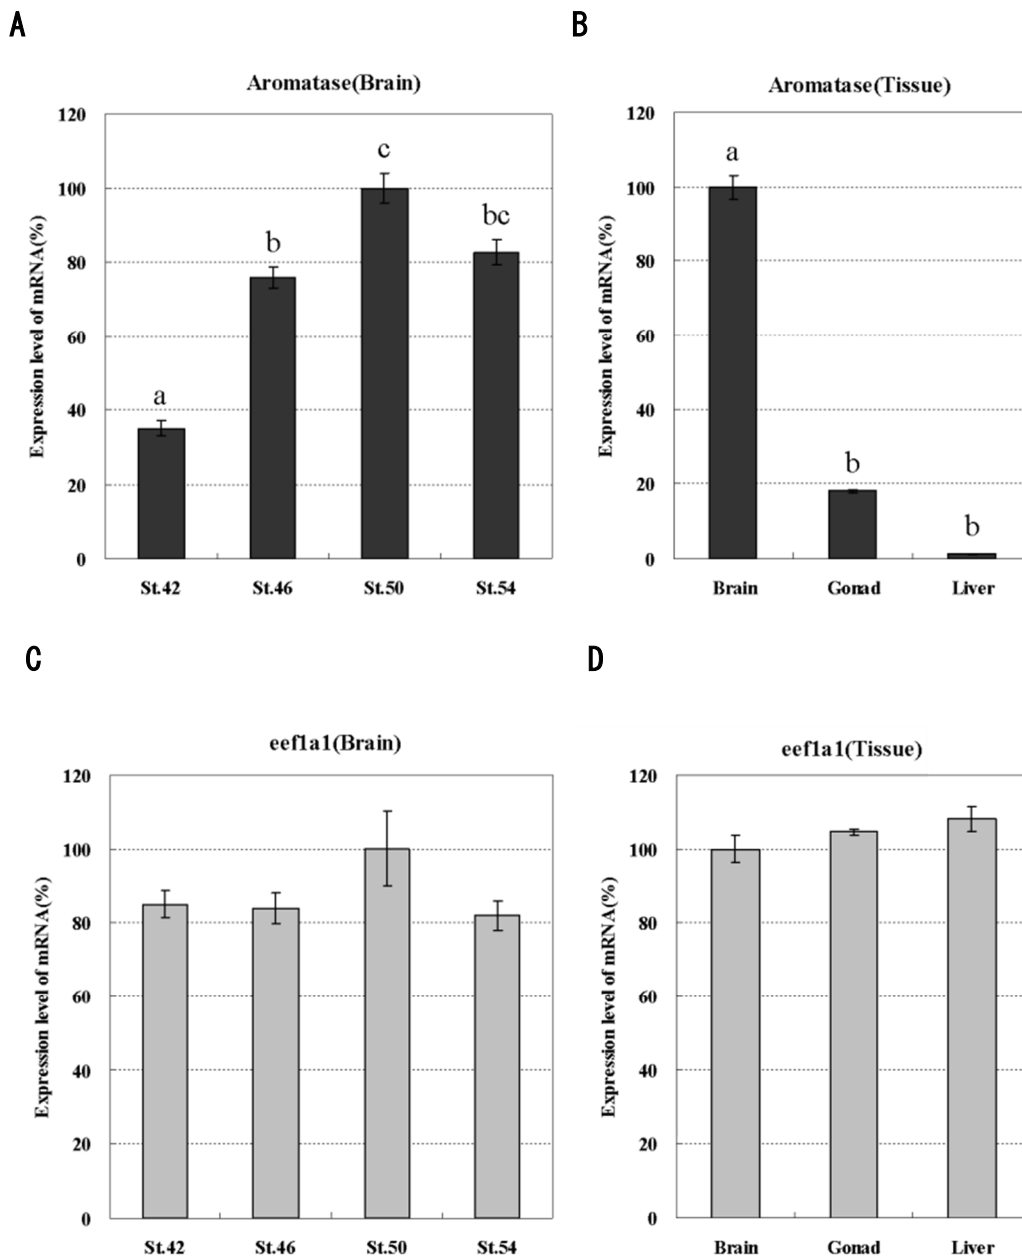 A
Aromatase(Brain)
Expression level of mRNA(%)
120
100
80
60
40
20
0
a
b
c
bc
St.42 St.46 St.50 St.54
B
Aromatase(Tissue)
Expression level of mRNA(%)
120
100
80
60
40
20
0
a
b
b
Brain Gonad Liver
C
eef1a1(Brain)
Expression level of mRNA(%)
120
100
80
60
40
20
0
St.42 St.46 St.50 St.54
D
eef1a1(Tissue)
Expression level of mRNA(%)
120
100
80
60
40
20
0
Brain Gonad Liver